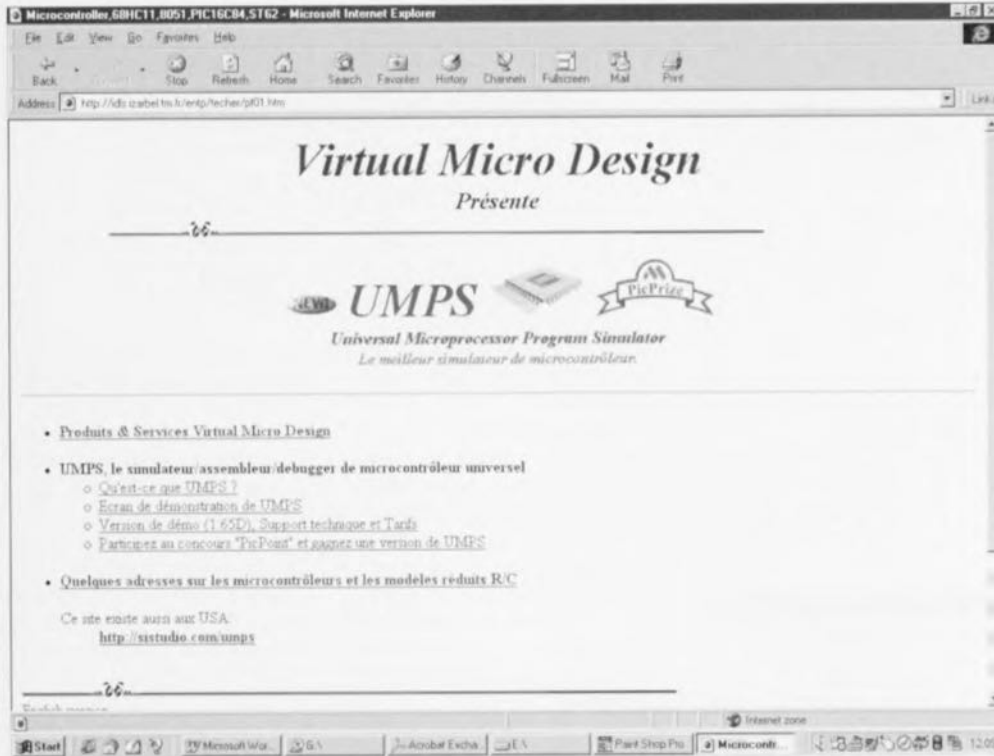 Microcontroller,68HC11,8051,PIC16C84,ST62 - Microsoft Internet Explorer
File Edit View Go Favorites Help
Back Stop Refresh Home Search Favorites History Channels Fullscreen Mail Print
Address
Virtual Micro Design
Présente
UMPS PicPrize
Universal Microprocessor Program Simulator
Le meilleur simulateur de microcontrôleur.
• Produits & Services Virtual Micro Design
• UMPS, le simulateur/assembleur/debugger de microcontrôleur universel
o Qu'est-ce que UMPS ?
o Ecran de démonstration de UMPS
o Version de démo (1.65D), Support technique et Tarifs
o Participez au concours "PicPoint" et gagnez une version de UMPS
• Quelques adresses sur les microcontrôleurs et les modeles réduits R/C
Ce site existe aussi aux USA:
http://sistudio.com/umps
Internet zone
Start Microsoft Wor... G:\ Acrobat Excha... E:\ Paint Shop Pro Microcontr...